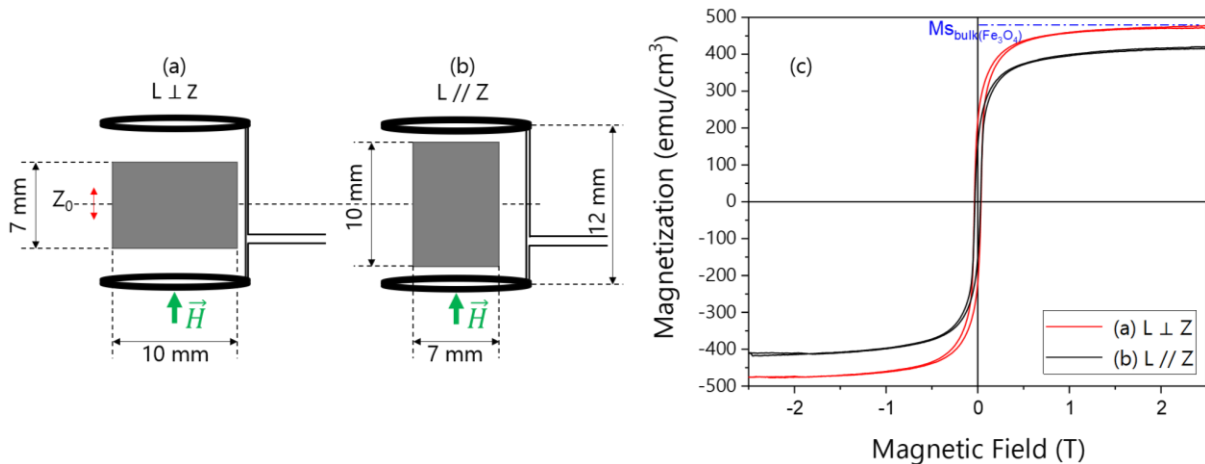 (a)
L ⊥ Z
7 mm
Z₀
H
10 mm
(b)
L // Z
10 mm
12 mm
H
7 mm
Magnetization (emu/cm³)
500
400
300
200
100
0
-100
-200
-300
-400
-500
Ms bulk(Fe₃O₄)
(c)
(a) L ⊥ Z
(b) L // Z
-2
-1
0
1
2
Magnetic Field (T)